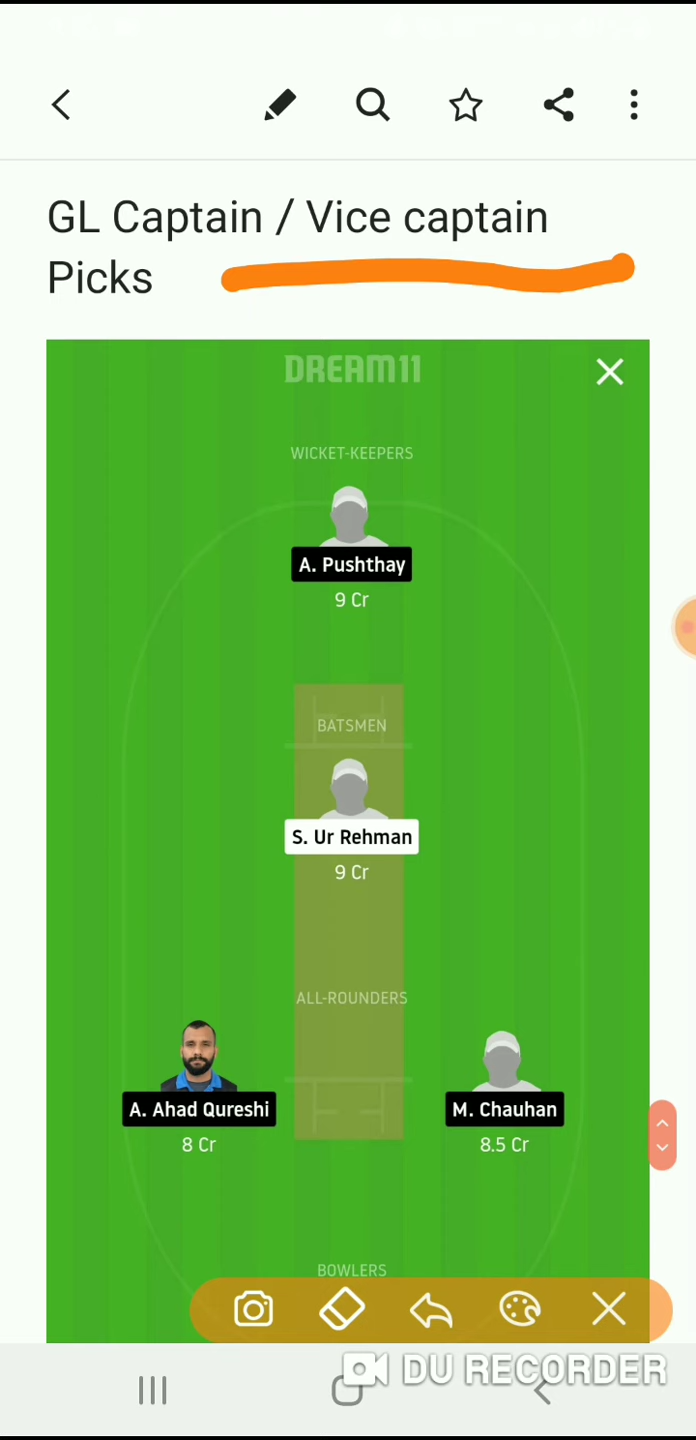 GL Captain / Vice captain
Picks
DREAM11
WICKET-KEEPERS
A. Pushthay
9 Cr
BATSMEN
S. Ur Rehman
9 Cr
ALL-ROUNDERS
A. Ahad Qureshi
8 Cr
M. Chauhan
8.5 Cr
BOWLERS
DU RECORDER